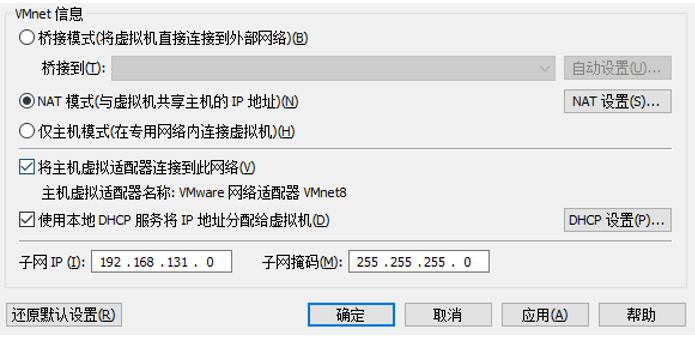 VMnet 信息
桥接模式(将虚拟机直接连接到外部网络)(B)
桥接到(T): 自动设置(U)...
NAT 模式(与虚拟机共享主机的 IP 地址)(N) NAT 设置(S)...
仅主机模式(在专用网络内连接虚拟机)(H)
将主机虚拟适配器连接到此网络(V)
主机虚拟适配器名称: VMware 网络适配器 VMnet8
使用本地 DHCP 服务将 IP 地址分配给虚拟机(D) DHCP 设置(P)...
子网 IP (I): 192 . 168 . 131 . 0 子网掩码(M): 255 . 255 . 255 . 0
还原默认设置(R) 确定 取消 应用(A) 帮助